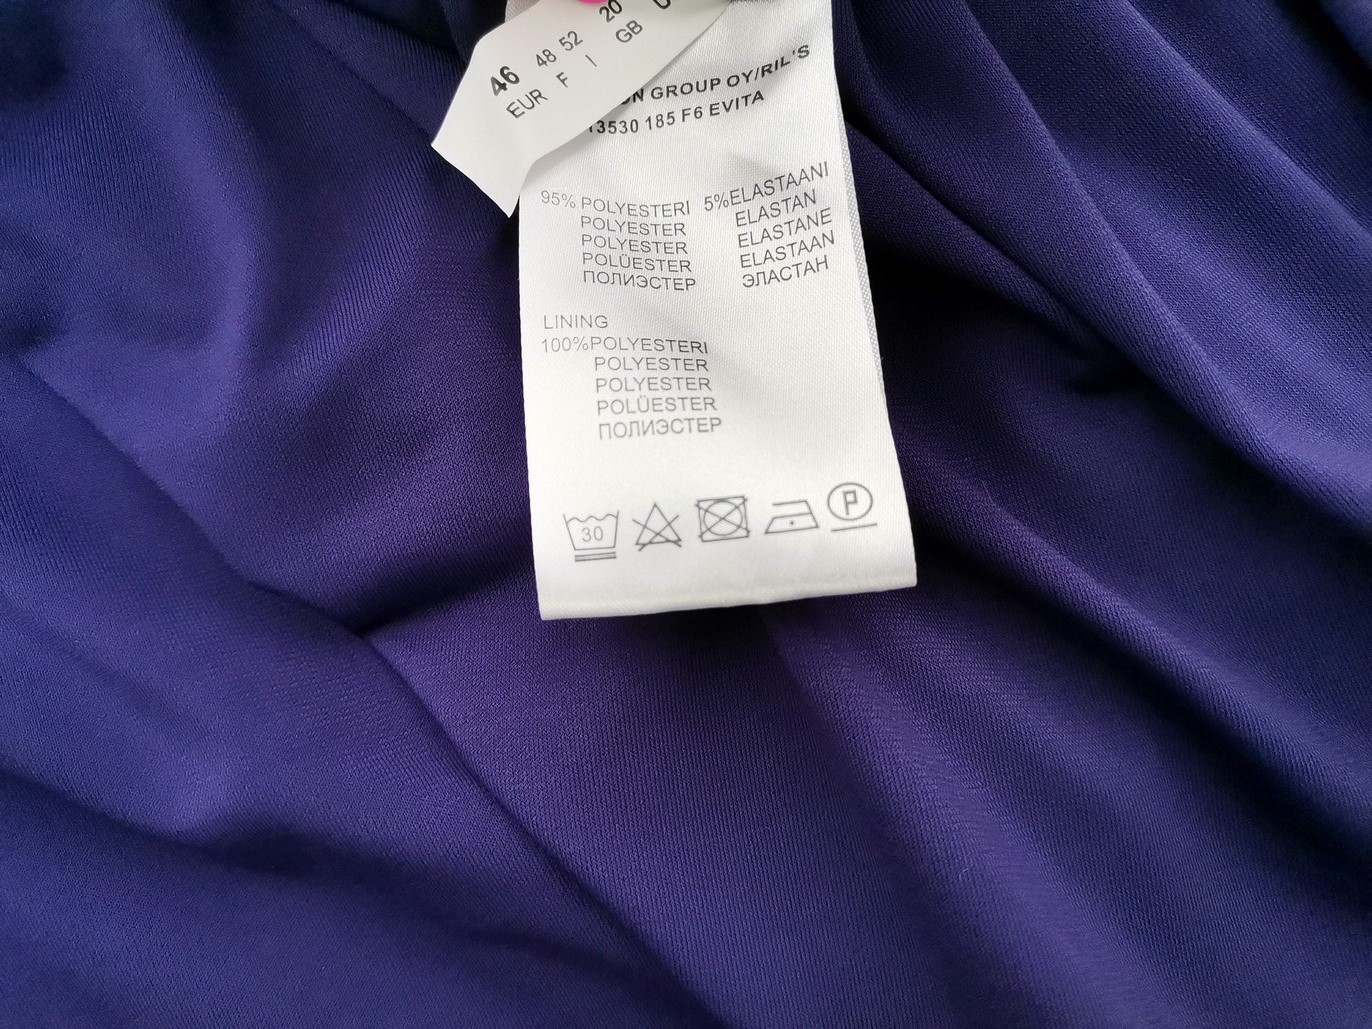 46 48 52 20
EUR F I GB
GROUP OY/RIL'S
13530 185 F6 EVITA
95% POLYESTERI 5%ELASTAANI
POLYESTER ELASTAN
POLYESTER ELASTANE
POLÜESTER ELASTAAN
ПОЛИЭСТЕР ЭЛАСТАН
LINING
100%POLYESTERI
POLYESTER
POLYESTER
POLÜESTER
ПОЛИЭСТЕР
30 P